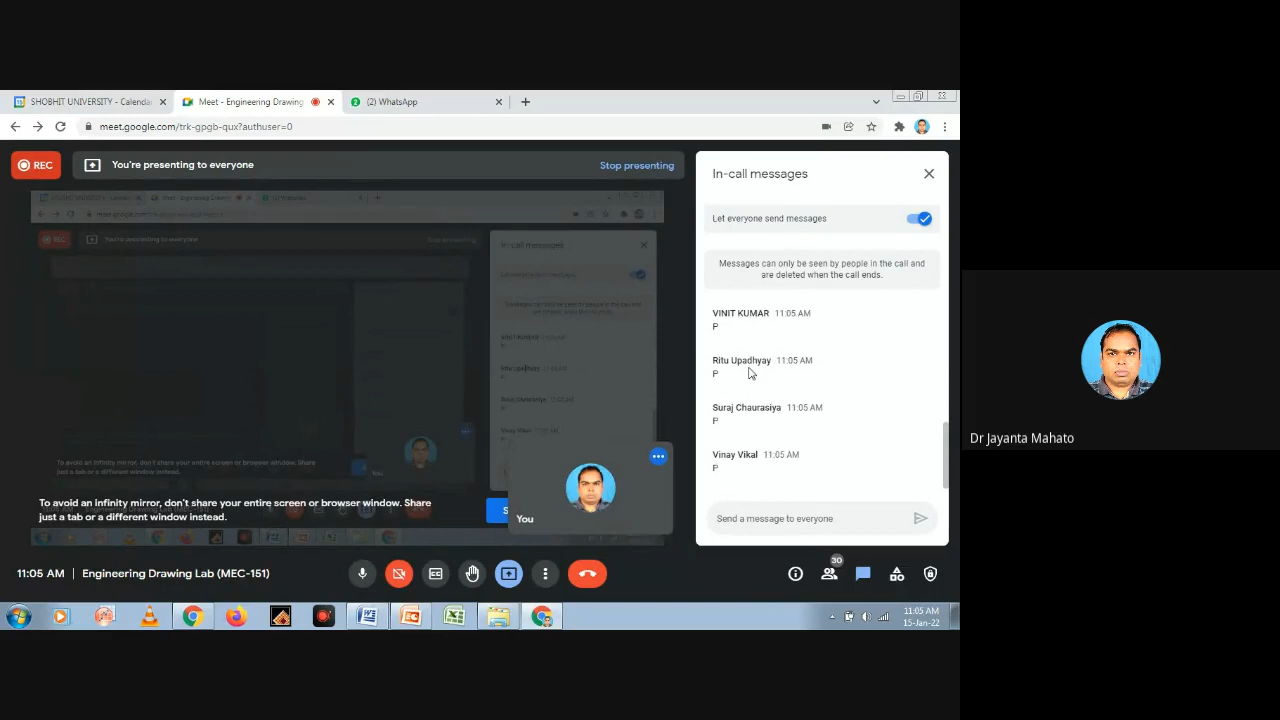 SHOBHIT UNIVERSITY - Calenda
Meet - Engineering Drawing
(2) WhatsApp
meet.google.com/trk-gpgb-qux?authuser=0
REC
You're presenting to everyone
Stop presenting
In-call messages
Let everyone send messages
Messages can only be seen by people in the call and
are deleted when the call ends.
VINIT KUMAR 11:05 AM
P
Ritu Upadhyay 11:05 AM
P
Suraj Chaurasiya 11:05 AM
P
Vinay Vikal 11:05 AM
P
Send a message to everyone
To avoid an infinity mirror, don't share your entire screen or browser window. Share
just a tab or a different window instead.
You
Dr Jayanta Mahato
11:05 AM | Engineering Drawing Lab (MEC-151)
30
11:05 AM
15-Jan-22